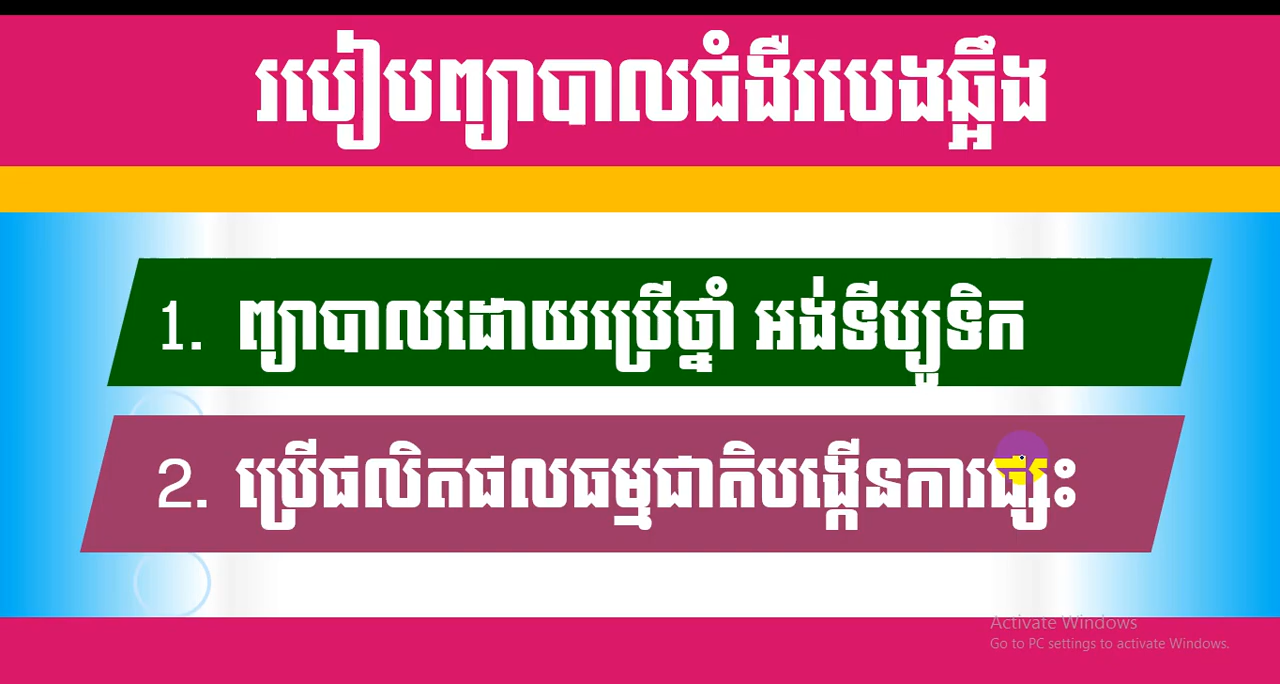 របៀបព្យាបាលជំងឺរបេងឆ្អឹង
1. ព្យាបាលដោយប្រើថ្នាំ អង់ទីប្យូទិក
2. ប្រើផលិតផលធម្មជាតិបង្កើនការផ្សះ
Activate Windows
Go to PC settings to activate Windows.